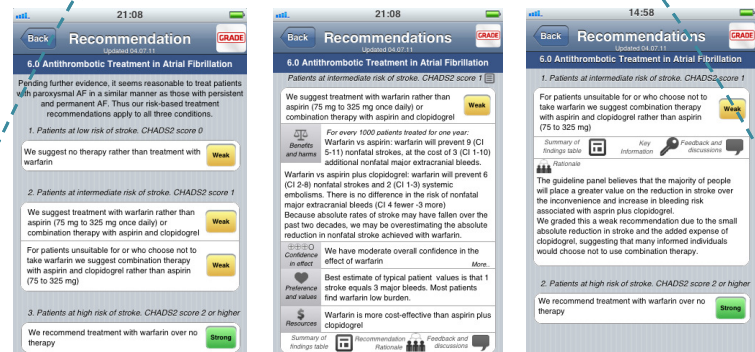 21:08
Back
Recommendation
GRADE
Updated 04.07.11
6.0 Antithrombotic Treatment in Atrial Fibrillation
Pending further evidence, it seems reasonable to treat patients
with paroxysmal AF in a similar manner as those with persistent
and permanent AF. Thus our risk-based treatment
recommendations apply to all three conditions.
1. Patients at low risk of stroke. CHADS2 score 0
We suggest no therapy rather than treatment with
warfarin
Weak
2. Patients at intermediate risk of stroke. CHADS2 score 1
We suggest treatment with warfarin rather than
aspirin (75 mg to 325 mg once daily) or
combination therapy with aspirin and clopidogrel
Weak
For patients unsuitable for or who choose not to
take warfarin we suggest combination therapy
with aspirin and clopidogrel rather than aspirin
(75 to 325 mg)
Weak
3. Patients at high risk of stroke. CHADS2 score 2 or higher
We recommend treatment with warfarin over no
therapy
Strong
21:08
Back
Recommendations
GRADE
Updated 04.07.11
6.0 Antithrombotic Treatment in Atrial Fibrillation
Patients at intermediate risk of stroke. CHADS2 score 1
We suggest treatment with warfarin rather than
aspirin (75 mg to 325 mg once daily) or
combination therapy with aspirin and clopidogrel
Weak
Benefits
and harms
For every 1000 patients treated for one year:
Warfarin vs aspirin: warfarin will prevent 9 (CI
5-11) nonfatal strokes, at the cost of 3 (CI 1-10)
additional nonfatal major extracranial bleeds.
Warfarin vs aspirin plus clopidogrel: warfarin will prevent 6
(CI 2-8) nonfatal strokes and 2 (CI 1-3) systemic
embolisms. There is no difference in the risk of nonfatal
major extracranial bleeds (CI 4 fewer -3 more)
Because absolute rates of stroke may have fallen over the
past two decades, we may be overestimating the absolute
reduction in nonfatal stroke achieved with warfarin.
Confidence
in effect
We have moderate overall confidence in the
effect of warfarin
More..
Preference
and values
Best estimate of typical patient values is that 1
stroke equals 3 major bleeds. Most patients
find warfarin low burden.
$
Resources
Warfarin is more cost-effective than aspirin plus
clopidogrel
Summary of
findings table
Recommendation
Rationale
Feedback and
discussions
14:58
Back
Recommendations
GRADE
Updated 04.07.11
6.0 Antithrombotic Treatment in Atrial Fibrillation
1. Patients at intermediate risk of stroke. CHADS2 score 1
For patients unsuitable for or who choose not to
take warfarin we suggest combination therapy
with aspirin and clopidogrel rather than aspirin
(75 to 325 mg)
Weak
Summary of
findings table
Key
Information
Feedback and
discussions
Rationale
The guideline panel believes that the majority of people
will place a greater value on the reduction in stroke over
the inconvenience and increase in bleeding risk
associated with aspirin plus clopidogrel.
We graded this a weak recommendation due to the small
absolute reduction in stroke and the added expense of
clopidogrel, suggesting that many informed individuals
would choose not to use combination therapy.
2. Patients at high risk of stroke. CHADS2 score 2 or higher
We recommend treatment with warfarin over no
therapy
Strong